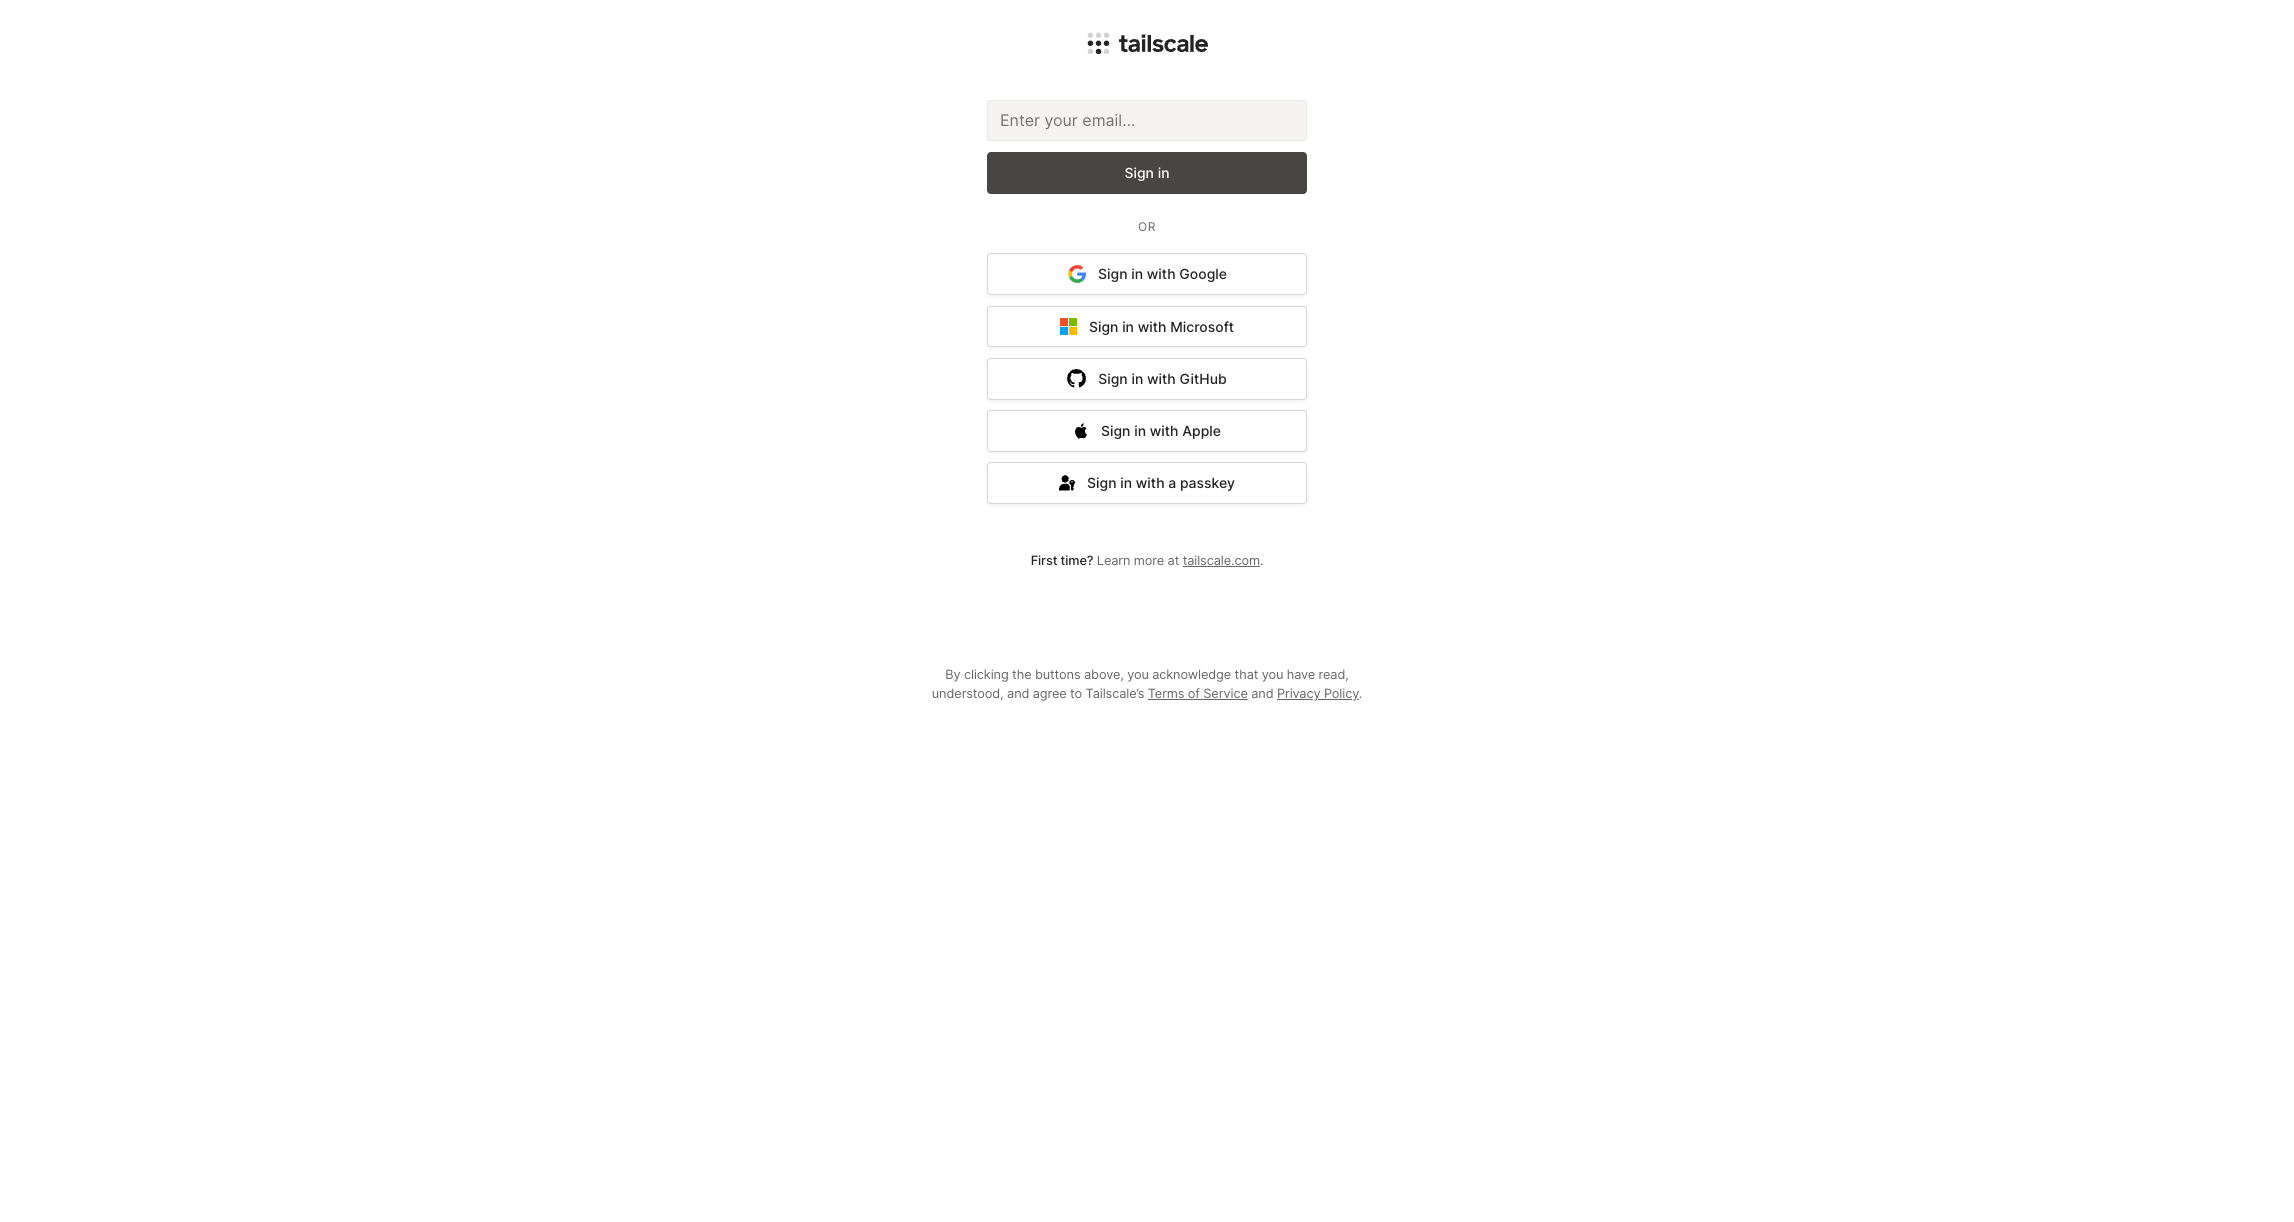 tailscale
Enter your email...
Sign in
OR
Sign in with Google
Sign in with Microsoft
Sign in with GitHub
Sign in with Apple
Sign in with a passkey
First time? Learn more at tailscale.com.
By clicking the buttons above, you acknowledge that you have read,
understood, and agree to Tailscale’s Terms of Service and Privacy Policy.